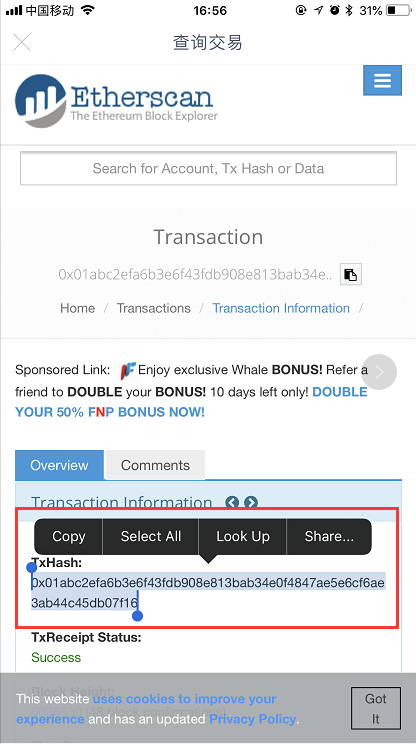 中国移动 16:56 31%
查询交易
Etherscan
The Ethereum Block Explorer
Search for Account, Tx Hash or Data
Transaction
0x01abc2efa6b3e6f43fdb908e813bab34e..
Home / Transactions / Transaction Information /
Sponsored Link: Enjoy exclusive Whale BONUS! Refer a
friend to DOUBLE your BONUS! 10 days left only! DOUBLE
YOUR 50% FNP BONUS NOW!
Overview Comments
Transaction Information
Copy Select All Look Up Share...
TxHash:
0x01abc2efa6b3e6f43fdb908e813bab34e0f4847ae5e6cf6ae
3ab44c45db07f16
TxReceipt Status:
Success
Block Height:
This website uses cookies to improve your
experience and has an updated Privacy Policy.
Got
It